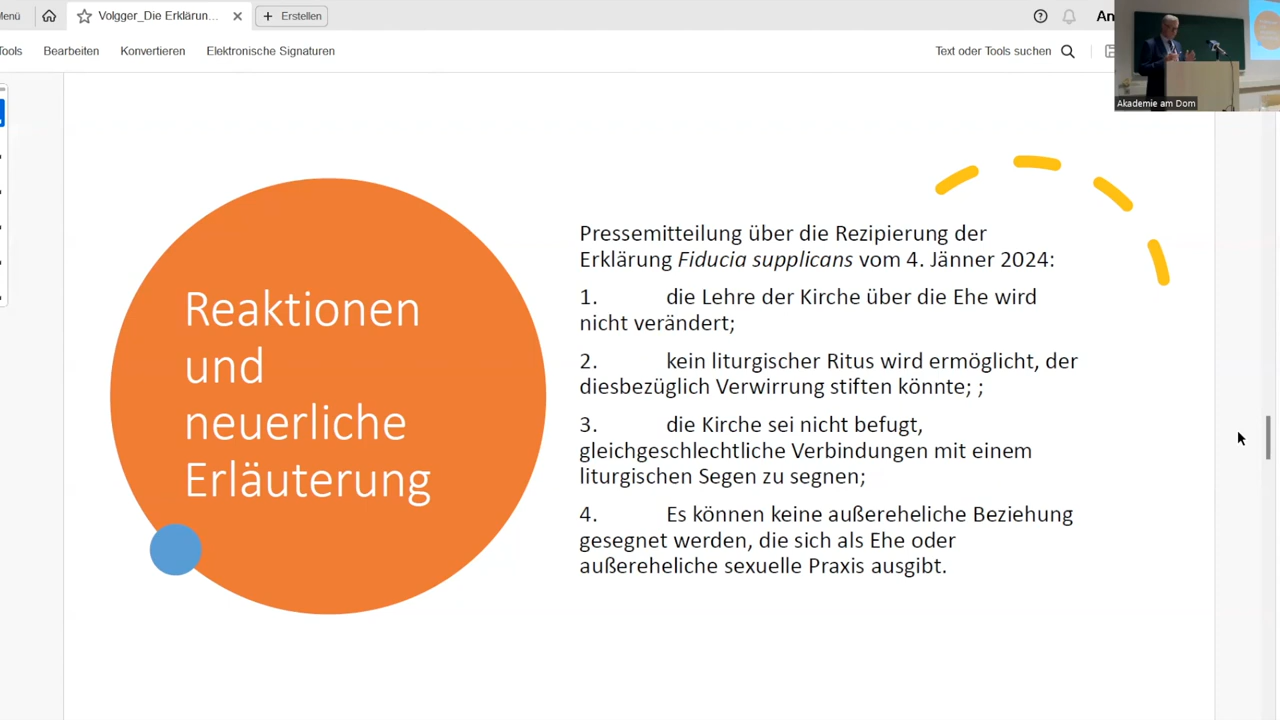 Menü
Volgger_Die Erklärun...
Erstellen
An
Tools
Bearbeiten
Konvertieren
Elektronische Signaturen
Text oder Tools suchen
Akademie am Dom
Reaktionen
und
neuerliche
Erläuterung
Pressemitteilung über die Rezipierung der
Erklärung Fiducia supplicans vom 4. Jänner 2024:
1. die Lehre der Kirche über die Ehe wird
nicht verändert;
2. kein liturgischer Ritus wird ermöglicht, der
diesbezüglich Verwirrung stiften könnte; ;
3. die Kirche sei nicht befugt,
gleichgeschlechtliche Verbindungen mit einem
liturgischen Segen zu segnen;
4. Es können keine außereheliche Beziehung
gesegnet werden, die sich als Ehe oder
außereheliche sexuelle Praxis ausgibt.